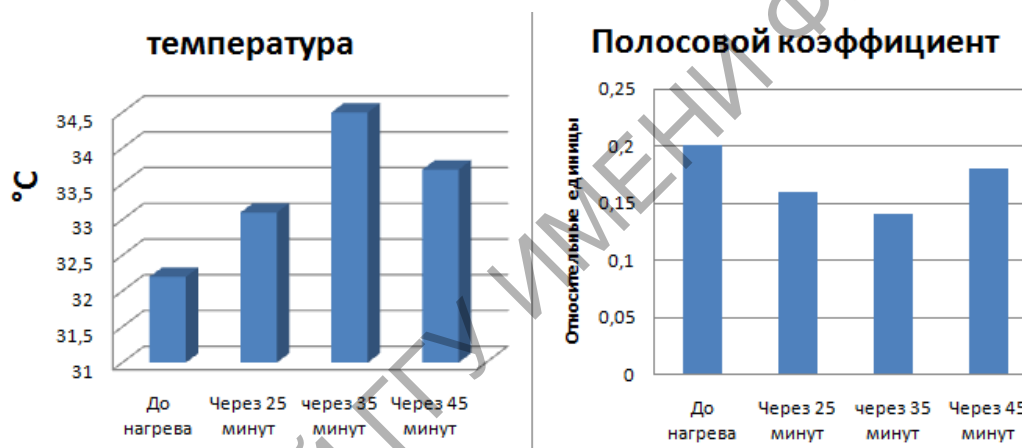 температура
°С
34,5
34
33,5
33
32,5
32
31,5
31
До нагрева
Через 25 минут
через 35 минут
Через 45 минут
Полосовой коэффициент
Относительные единицы
0,25
0,2
0,15
0,1
0,05
0
До нагрева
Через 25 минут
через 35 минут
Через 45 минут
ГГУ ИМЕНИ Ф